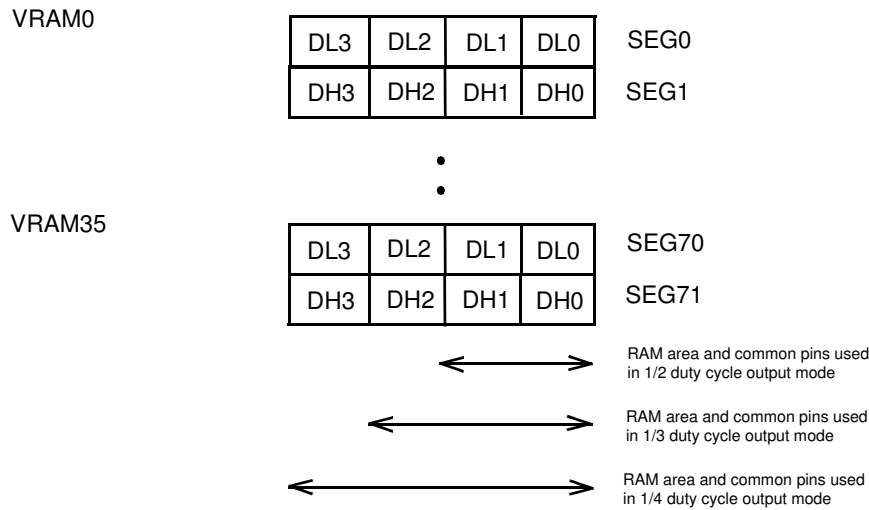 VRAM0
DL3 DL2 DL1 DL0 SEG0
DH3 DH2 DH1 DH0 SEG1
VRAM35
DL3 DL2 DL1 DL0 SEG70
DH3 DH2 DH1 DH0 SEG71
RAM area and common pins used
in 1/2 duty cycle output mode
RAM area and common pins used
in 1/3 duty cycle output mode
RAM area and common pins used
in 1/4 duty cycle output mode